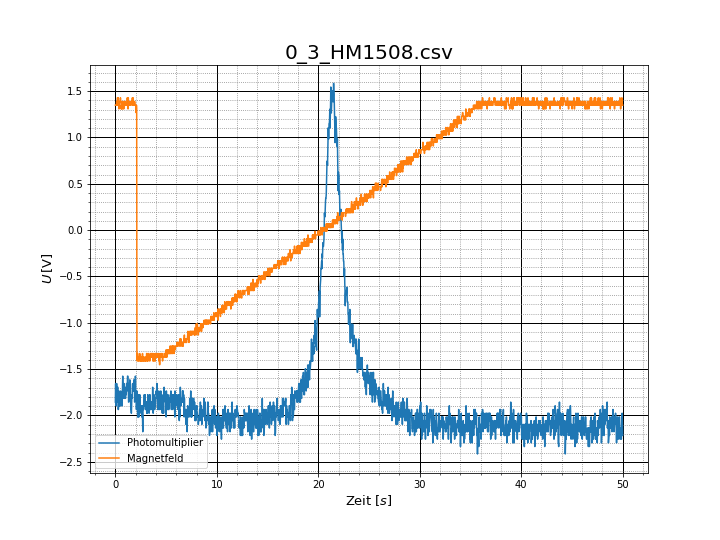 0_3_HM1508.csv
U [V]
1.5
1.0
0.5
0.0
−0.5
−1.0
−1.5
−2.0
−2.5
Photomultiplier
Magnetfeld
0 10 20 30 40 50
Zeit [s]